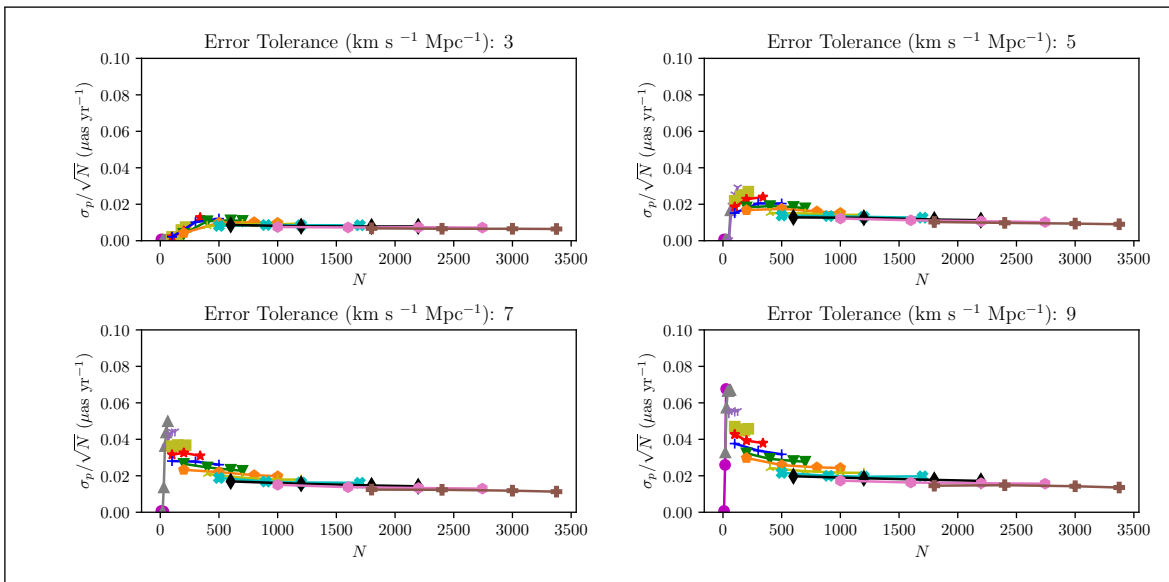 Error Tolerance (km s ⁻¹ Mpc⁻¹): 3
0.10
0.08
0.06
0.04
0.02
0.00
σₚ/√N (μas yr⁻¹)
0 500 1000 1500 2000 2500 3000 3500
N
Error Tolerance (km s ⁻¹ Mpc⁻¹): 5
0.10
0.08
0.06
0.04
0.02
0.00
σₚ/√N (μas yr⁻¹)
0 500 1000 1500 2000 2500 3000 3500
N
Error Tolerance (km s ⁻¹ Mpc⁻¹): 7
0.10
0.08
0.06
0.04
0.02
0.00
σₚ/√N (μas yr⁻¹)
0 500 1000 1500 2000 2500 3000 3500
N
Error Tolerance (km s ⁻¹ Mpc⁻¹): 9
0.10
0.08
0.06
0.04
0.02
0.00
σₚ/√N (μas yr⁻¹)
0 500 1000 1500 2000 2500 3000 3500
N